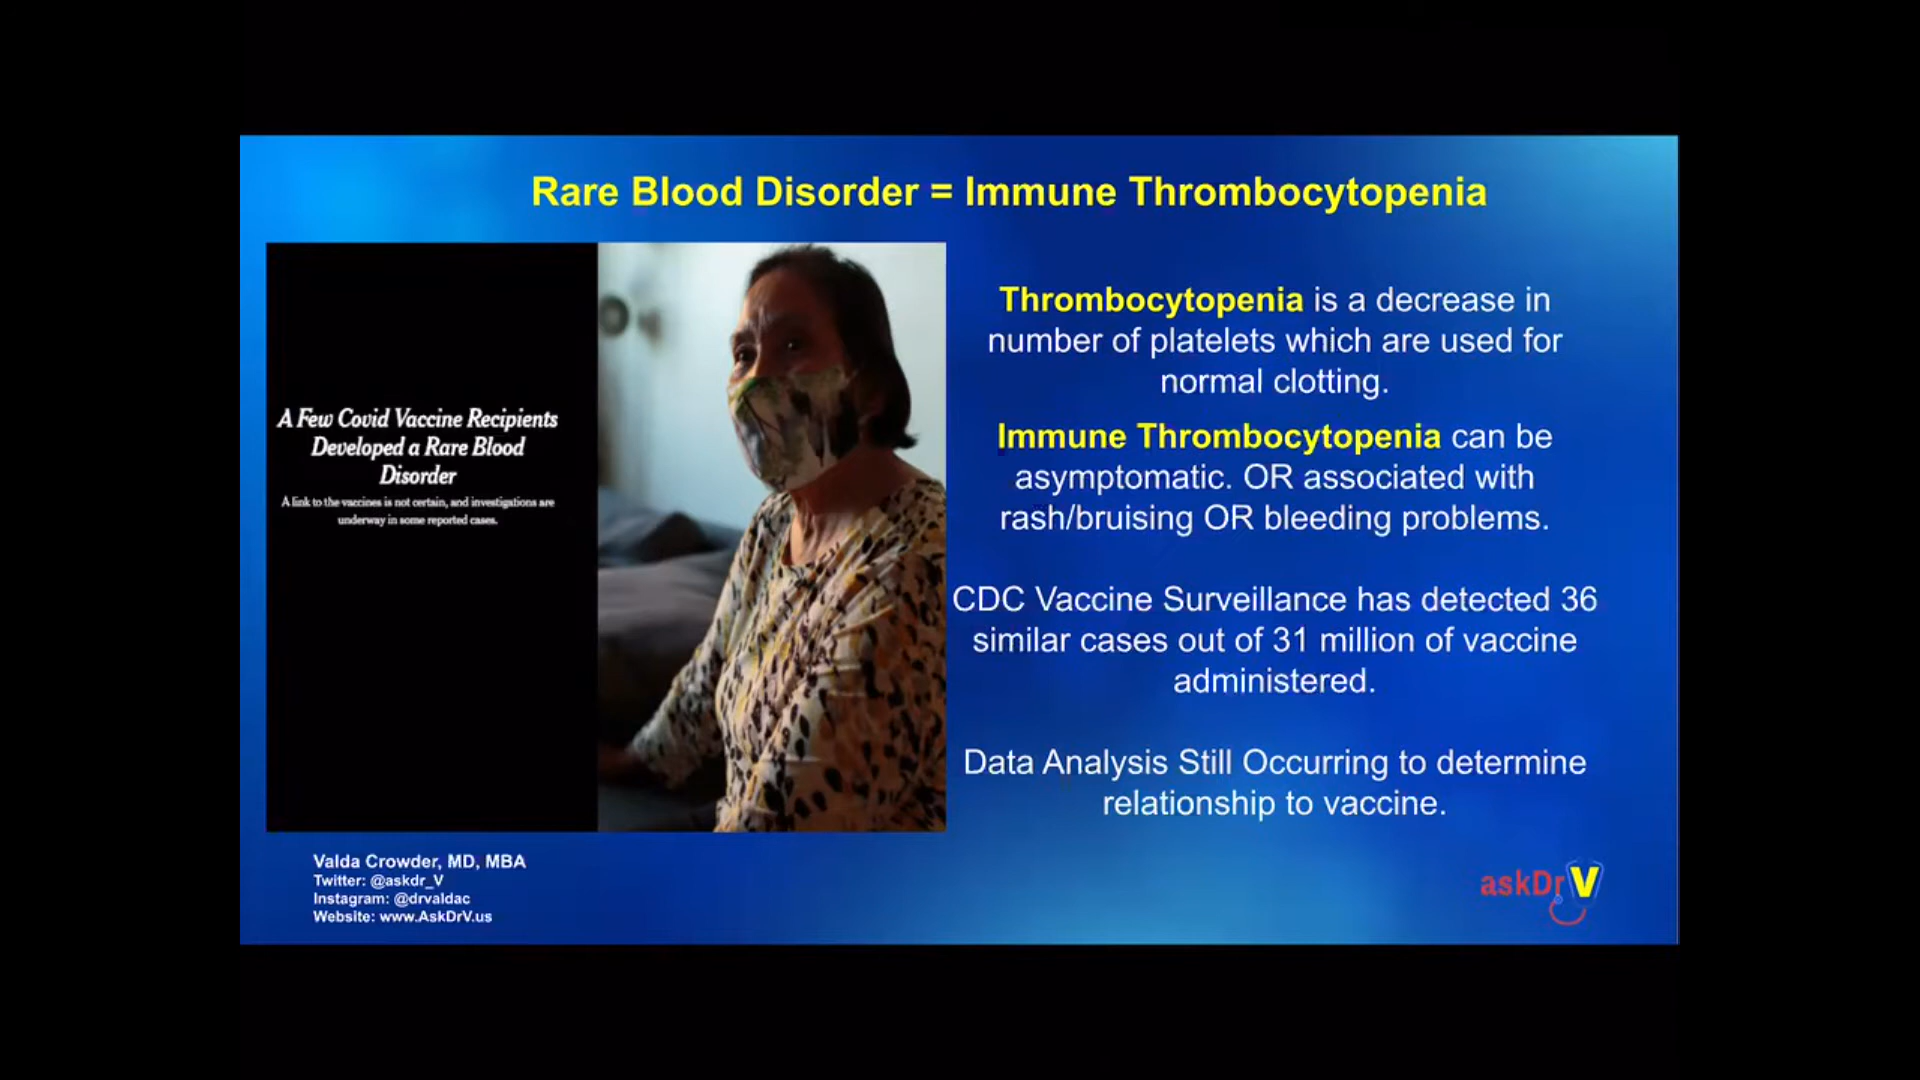 Rare Blood Disorder = Immune Thrombocytopenia
A Few Covid Vaccine Recipients
Developed a Rare Blood
Disorder
A link to the vaccines is not certain, and investigations are
underway in some reported cases.
Thrombocytopenia is a decrease in
number of platelets which are used for
normal clotting.
Immune Thrombocytopenia can be
asymptomatic. OR associated with
rash/bruising OR bleeding problems.
CDC Vaccine Surveillance has detected 36
similar cases out of 31 million of vaccine
administered.
Data Analysis Still Occurring to determine
relationship to vaccine.
Valda Crowder, MD, MBA
Twitter: @askdr_V
Instagram: @drvaldac
Website: www.AskDrV.us
askDrV